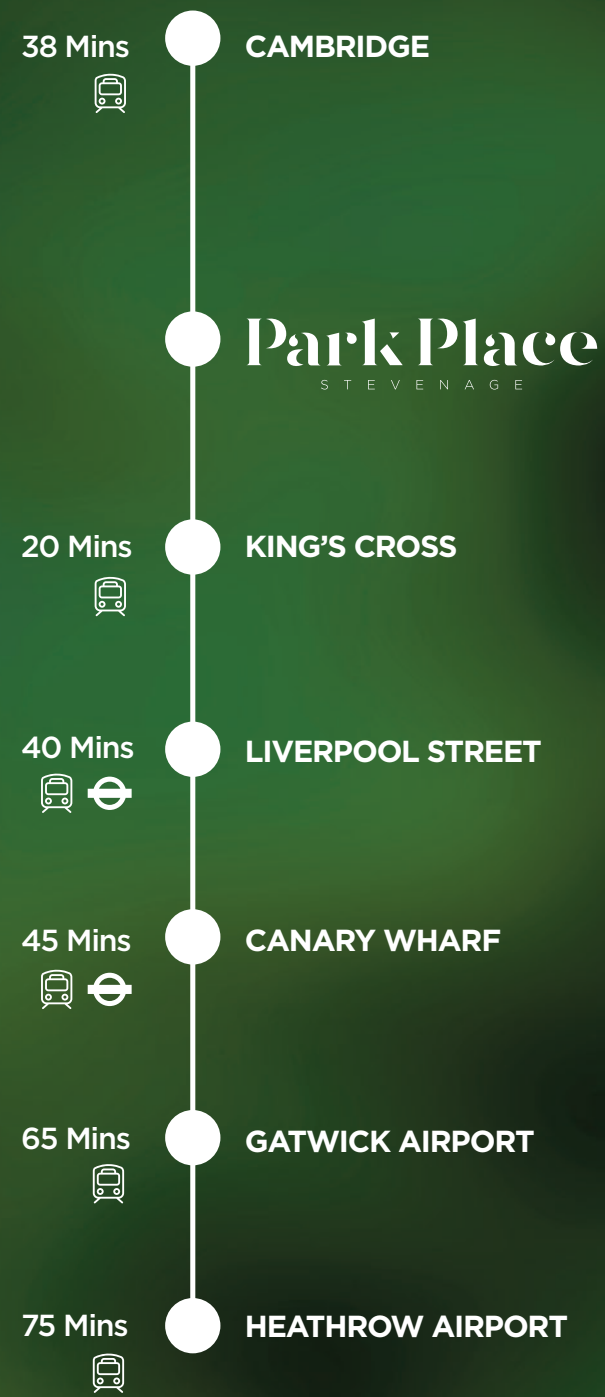 38 Mins CAMBRIDGE
Park Place
STEVENAGE
20 Mins KING’S CROSS
40 Mins LIVERPOOL STREET
45 Mins CANARY WHARF
65 Mins GATWICK AIRPORT
75 Mins HEATHROW AIRPORT